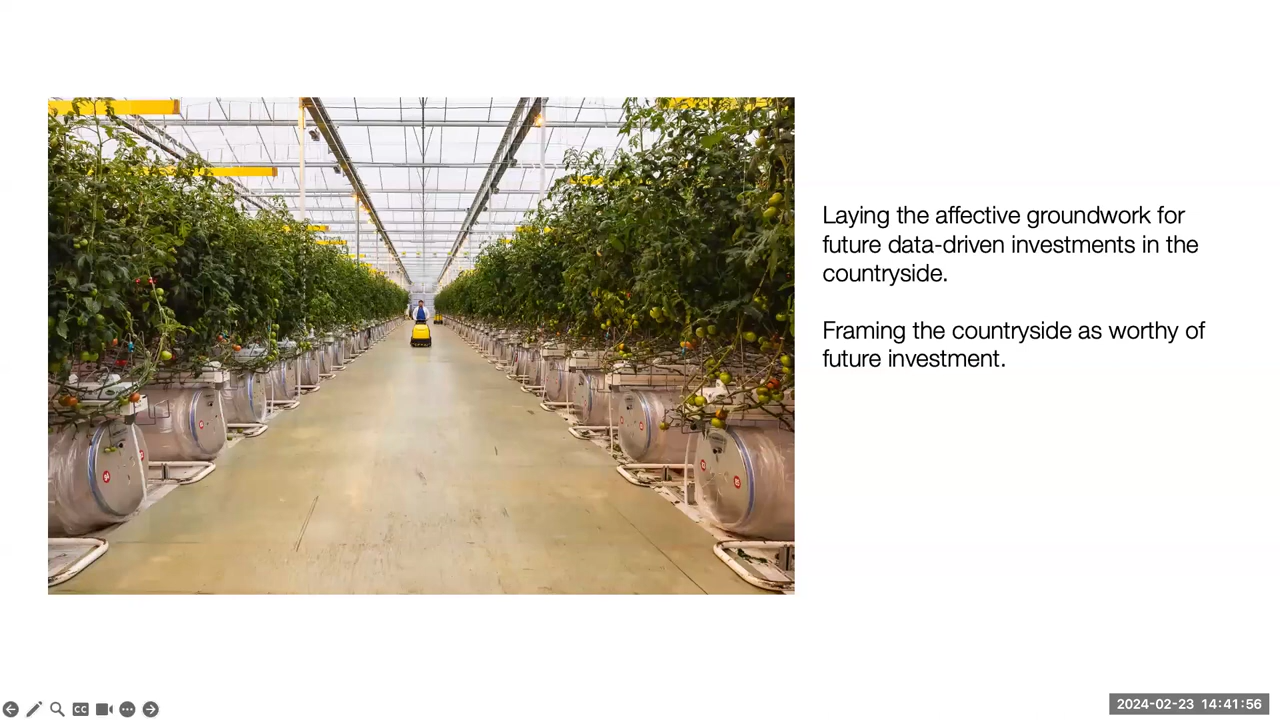 Laying the affective groundwork for
future data-driven investments in the
countryside.
Framing the countryside as worthy of
future investment.
CC
2024-02-23 14:41:56